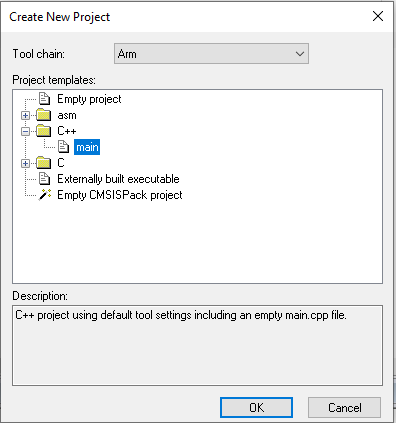 Create New Project
Tool chain: Arm
Project templates:
Empty project
asm
C++
main
C
Externally built executable
Empty CMSISPack project
Description:
C++ project using default tool settings including an empty main.cpp file.
OK Cancel